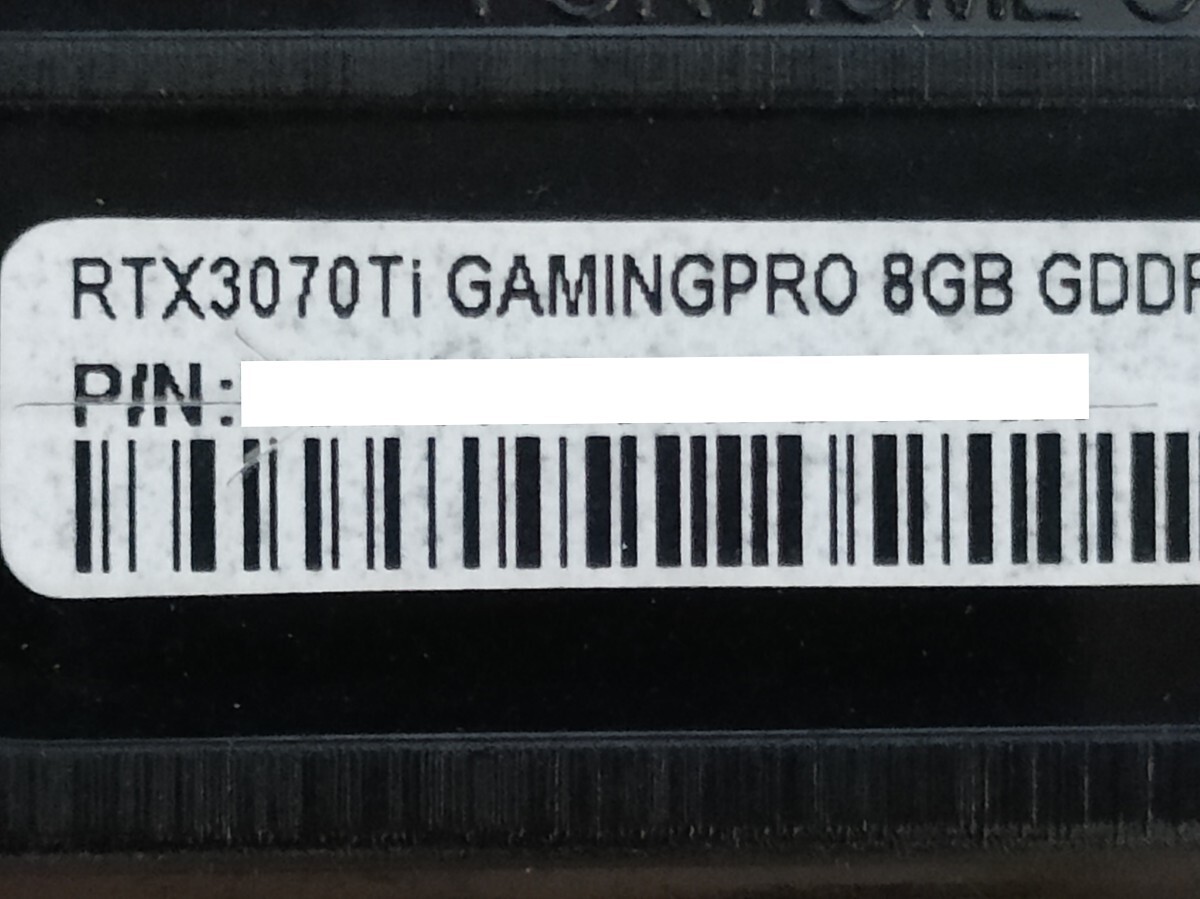 RTX3070Ti GAMINGPRO 8GB
P/N: